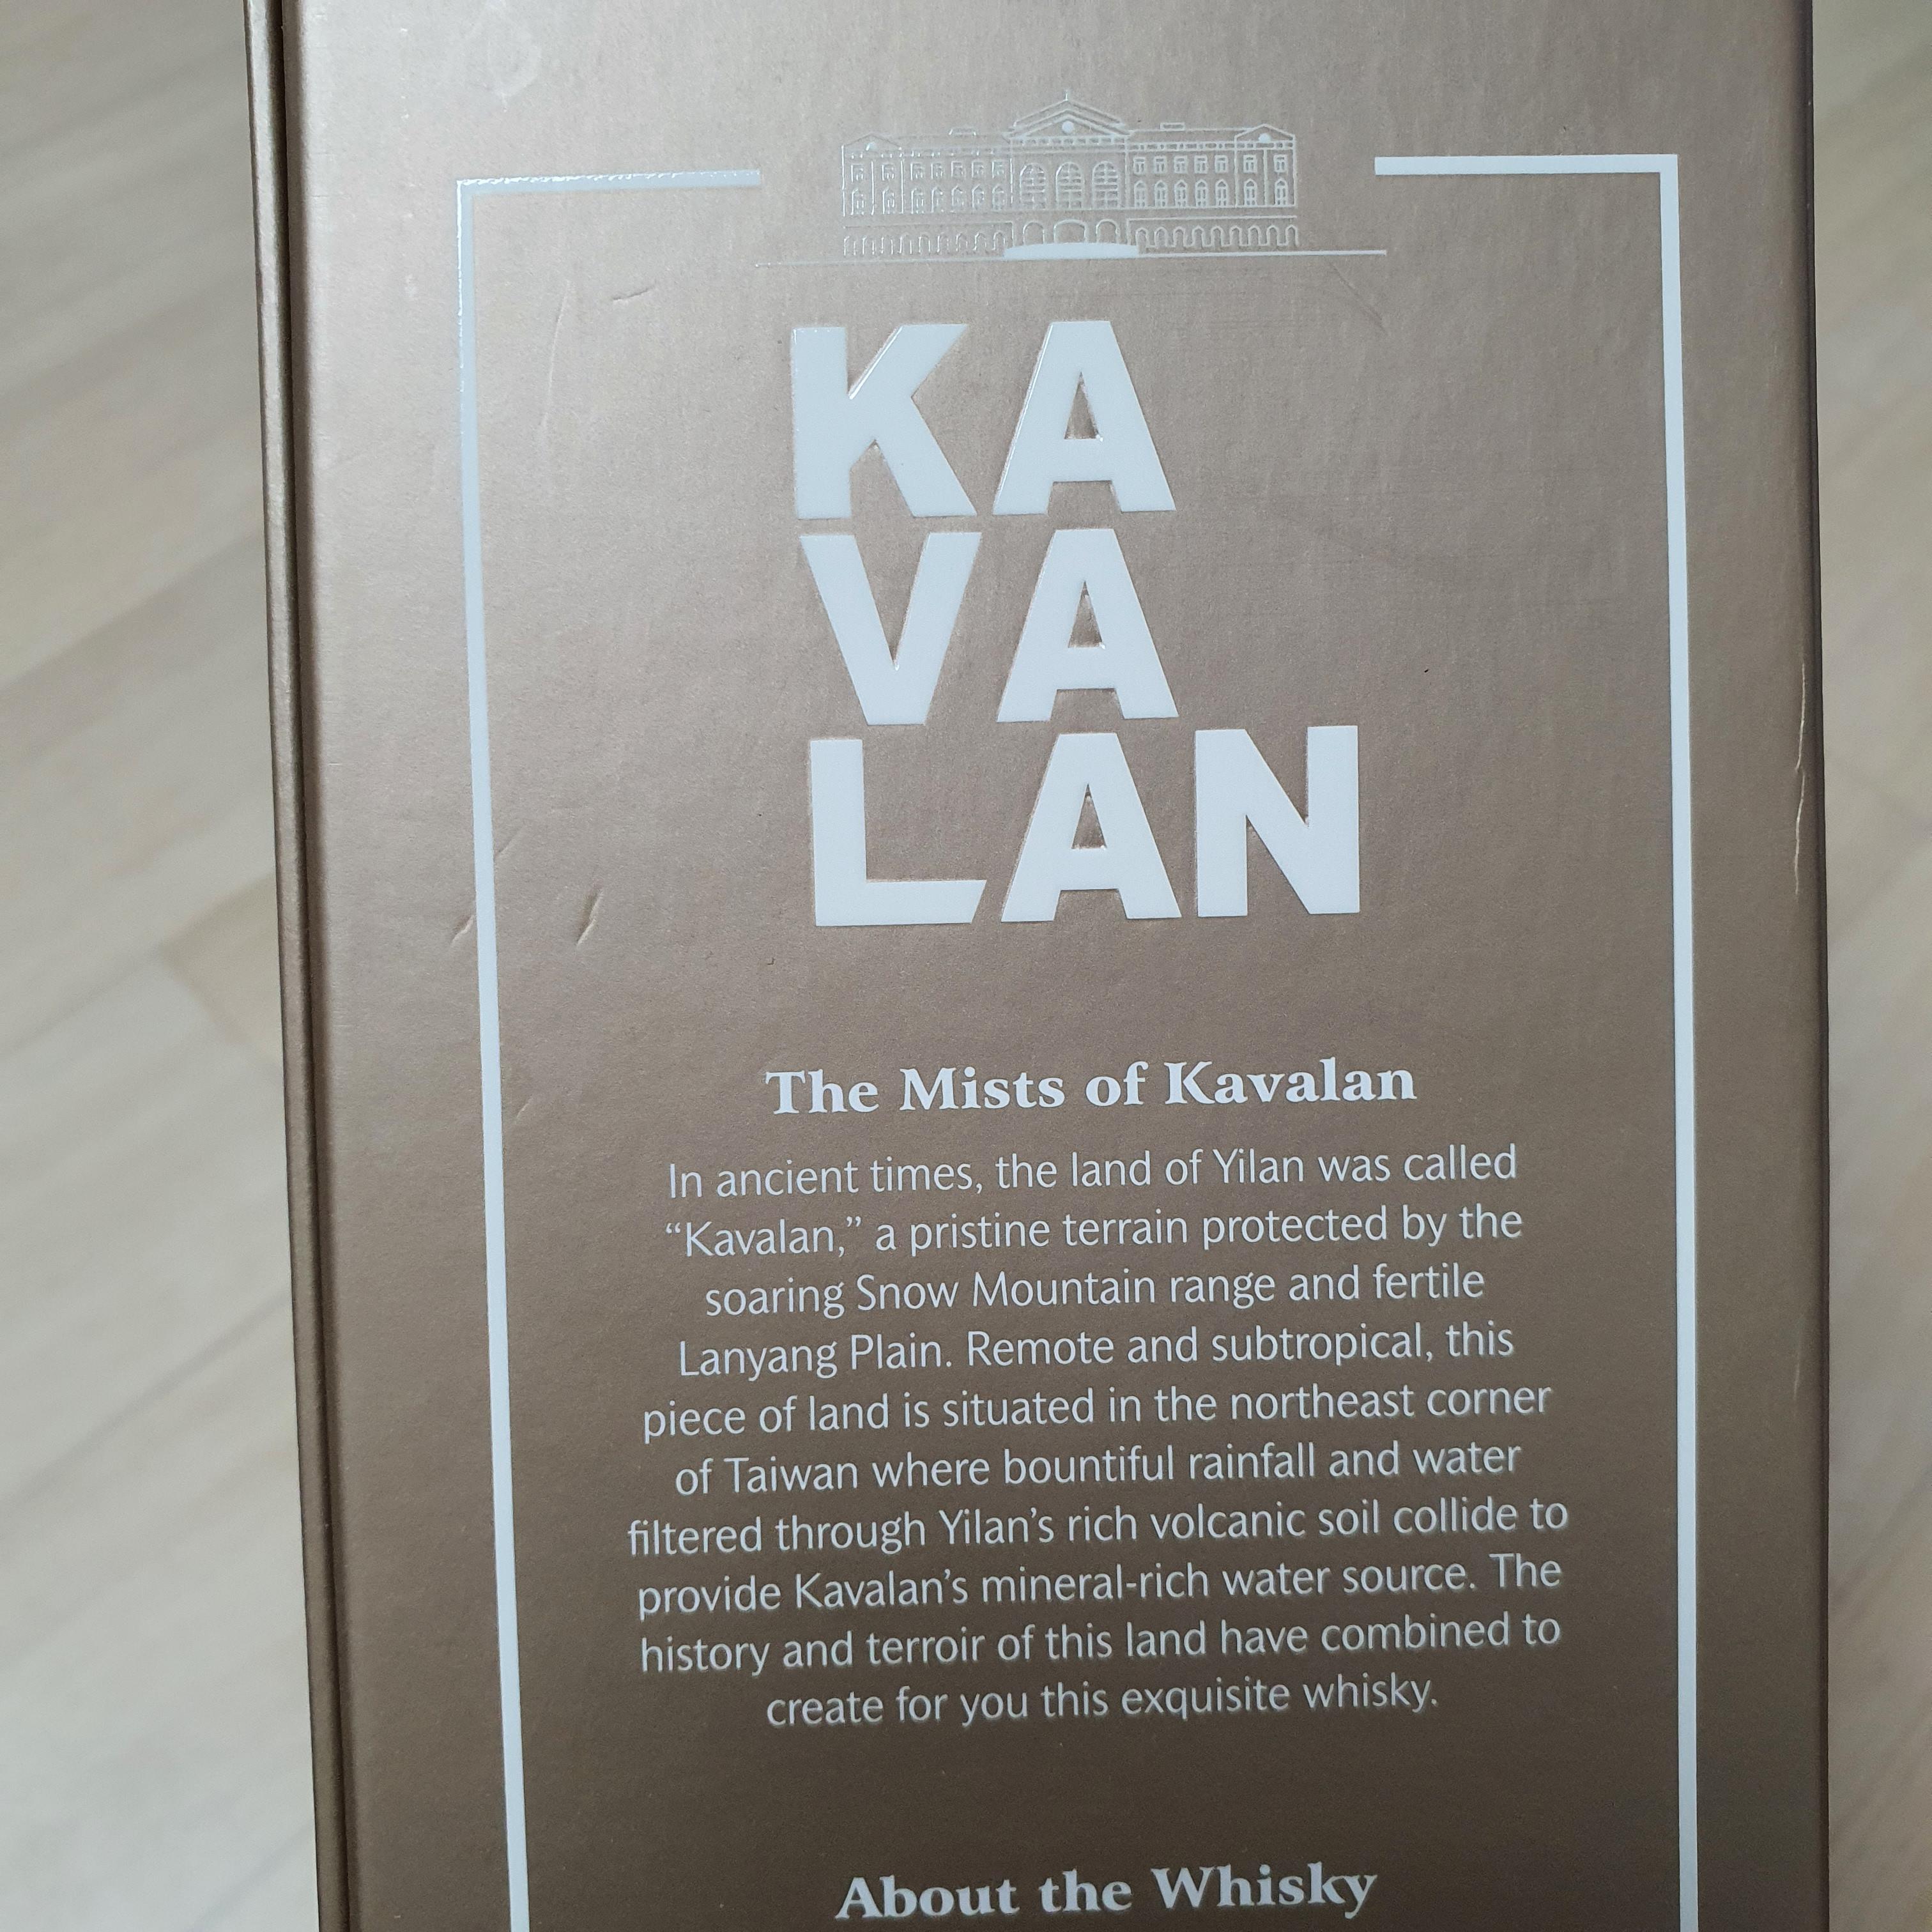 KA
VA
LAN
The Mists of Kavalan
In ancient times, the land of Yilan was called
“Kavalan,” a pristine terrain protected by the
soaring Snow Mountain range and fertile
Lanyang Plain. Remote and subtropical, this
piece of land is situated in the northeast corner
of Taiwan where bountiful rainfall and water
filtered through Yilan’s rich volcanic soil collide to
provide Kavalan’s mineral-rich water source. The
history and terroir of this land have combined to
create for you this exquisite whisky.
About the Whisky